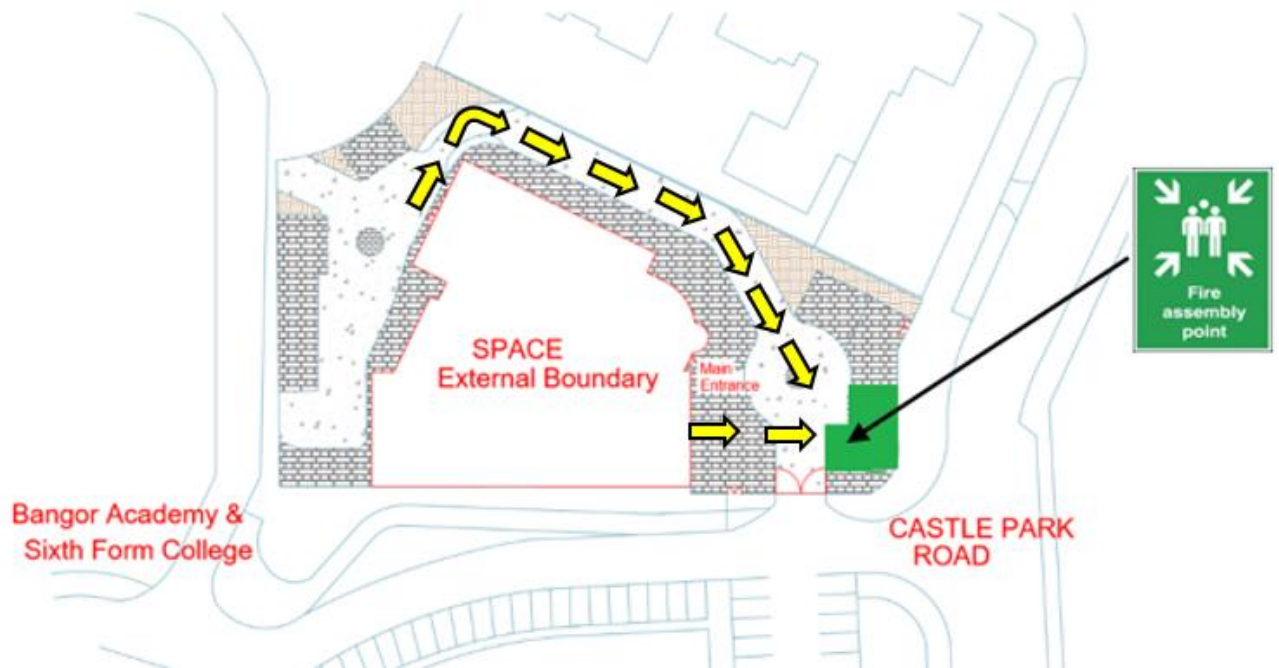 Fire
assembly
point
SPACE
External Boundary
Main
Entrance
Bangor Academy &
Sixth Form College
CASTLE PARK
ROAD